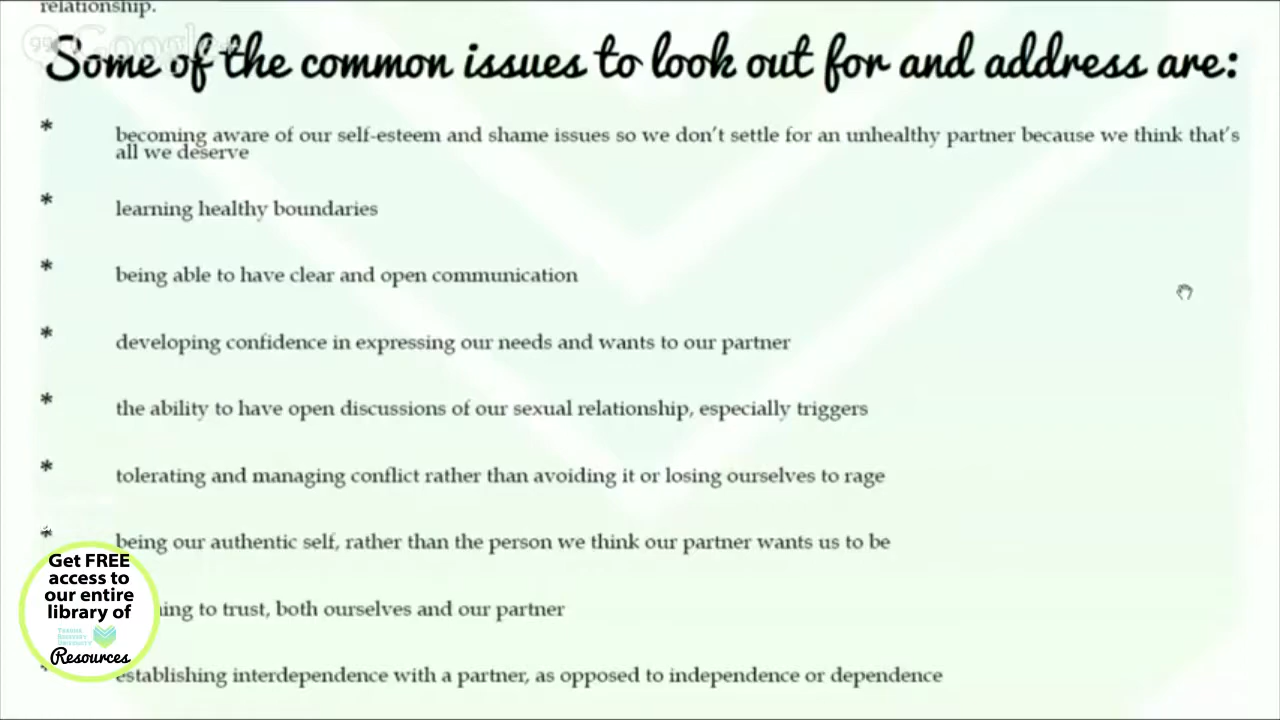 relationship.
Google
Some of the common issues to look out for and address are:
* becoming aware of our self-esteem and shame issues so we don't settle for an unhealthy partner because we think that's
all we deserve
* learning healthy boundaries
* being able to have clear and open communication
* developing confidence in expressing our needs and wants to our partner
* the ability to have open discussions of our sexual relationship, especially triggers
* tolerating and managing conflict rather than avoiding it or losing ourselves to rage
* being our authentic self, rather than the person we think our partner wants us to be
to trust, both ourselves and our partner
* establishing interdependence with a partner, as opposed to independence or dependence
Get FREE
access to
our entire
library of
Trauma
Recovery
University
Resources